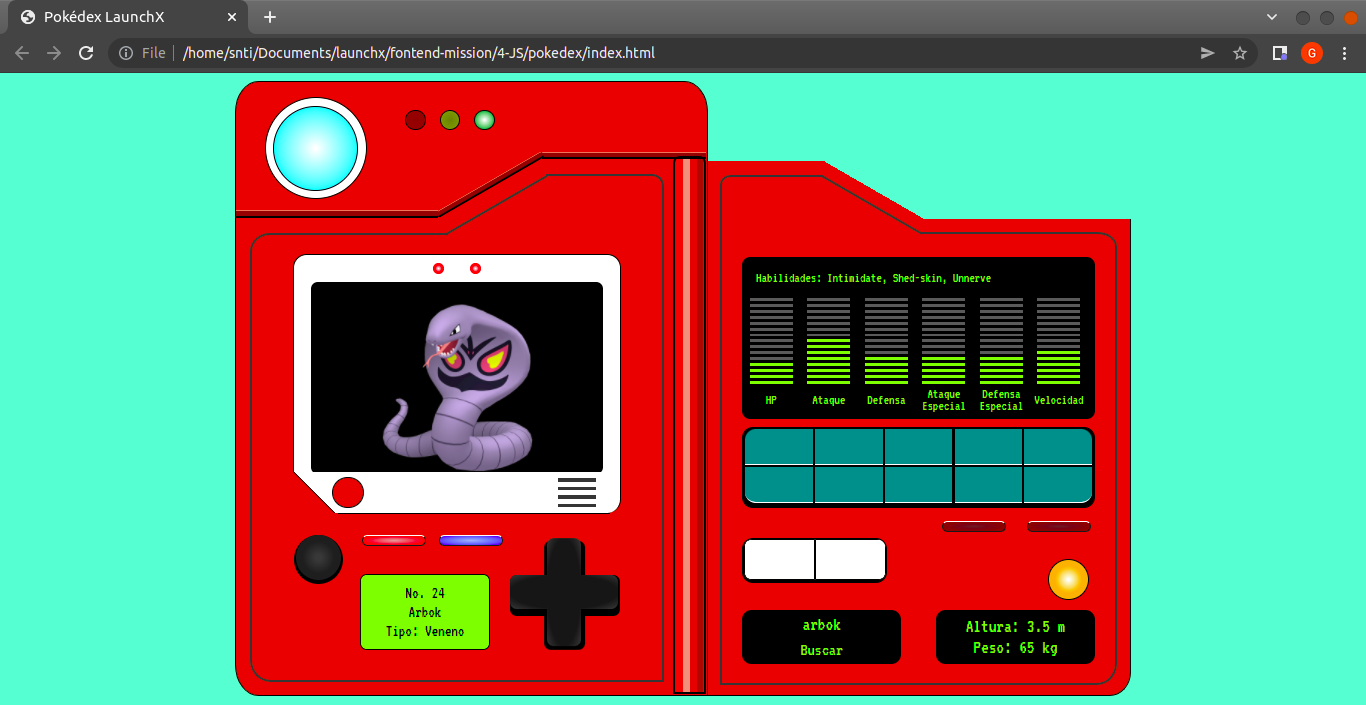 Pokédex LaunchX
File
/home/snti/Documents/launchx/fontend-mission/4-JS/pokedex/index.html
G
Habilidades: Intimidate, Shed-skin, Unnerve
HP
Ataque
Defensa
Ataque
Especial
Defensa
Especial
Velocidad
No. 24
Arbok
Tipo: Veneno
arbok
Buscar
Altura: 3.5 m
Peso: 65 kg